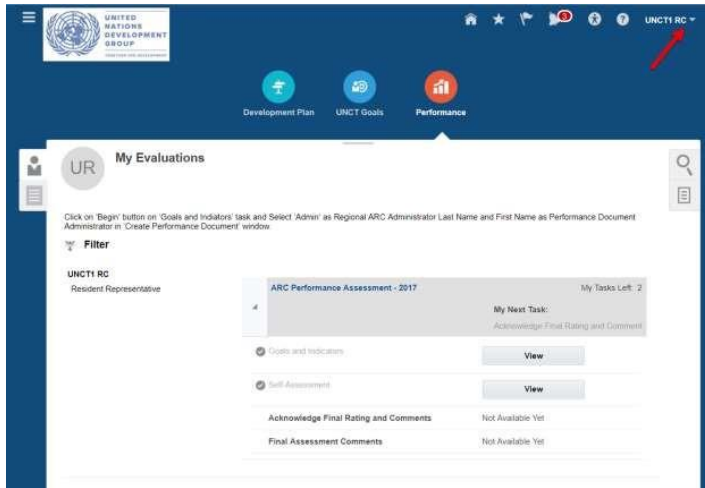 UNITED
NATIONS
DEVELOPMENT
GROUP
3
UNCT1 RC
Development Plan
UNCT Goals
Performance
UR
My Evaluations
Click on 'Begin' button on 'Goals and Indiators' task and Select 'Admin' as Regional ARC Administrator Last Name and First Name as Performance Document
Administrator in 'Create Performance Document' window
Filter
UNCT1 RC
Resident Representative
ARC Performance Assessment - 2017
My Tasks Left: 2
My Next Task:
Acknowledge Final Rating and Comment
Goals and Indicators
View
Self-Assessment
View
Acknowledge Final Rating and Comments
Not Available Yet
Final Assessment Comments
Not Available Yet